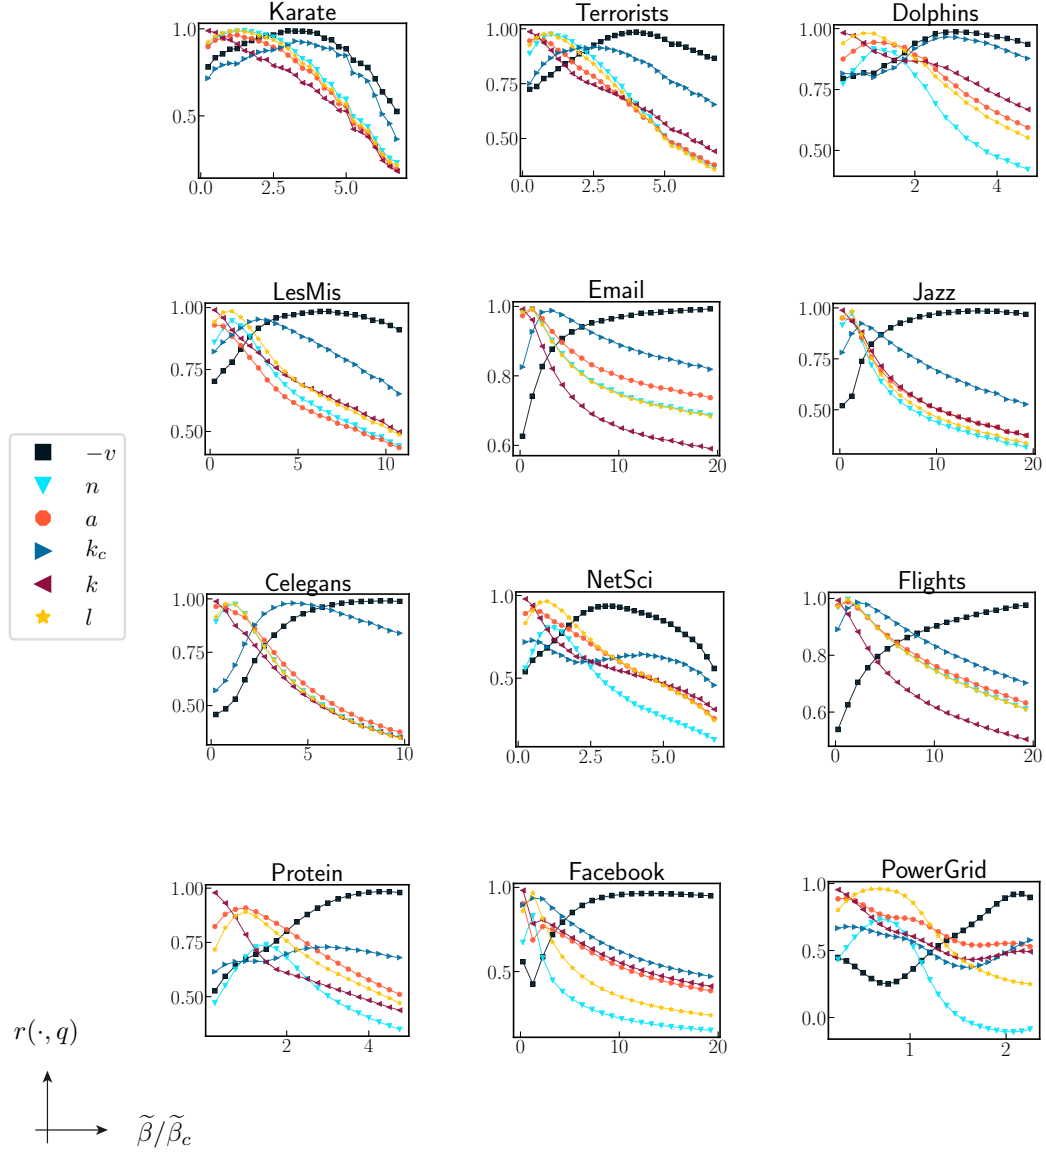 Karate
Terrorists
Dolphins
1.0
0.5
0.0 2.5 5.0
1.00
0.75
0.50
0.0 2.5 5.0
1.00
0.75
0.50
2 4
LesMis
Email
Jazz
1.00
0.75
0.50
0 5 10
1.0
0.8
0.6
0 10 20
1.00
0.75
0.50
0 10 20
−v
n
a
k_c
k
l
Celegans
NetSci
Flights
1.00
0.75
0.50
0 5 10
1.0
0.5
0.0 2.5 5.0
1.0
0.8
0.6
0 10 20
Protein
Facebook
PowerGrid
1.00
0.75
0.50
2 4
1.0
0.5
0 10 20
1.0
0.5
0.0
1 2
r(·, q)
β̃/β̃_c